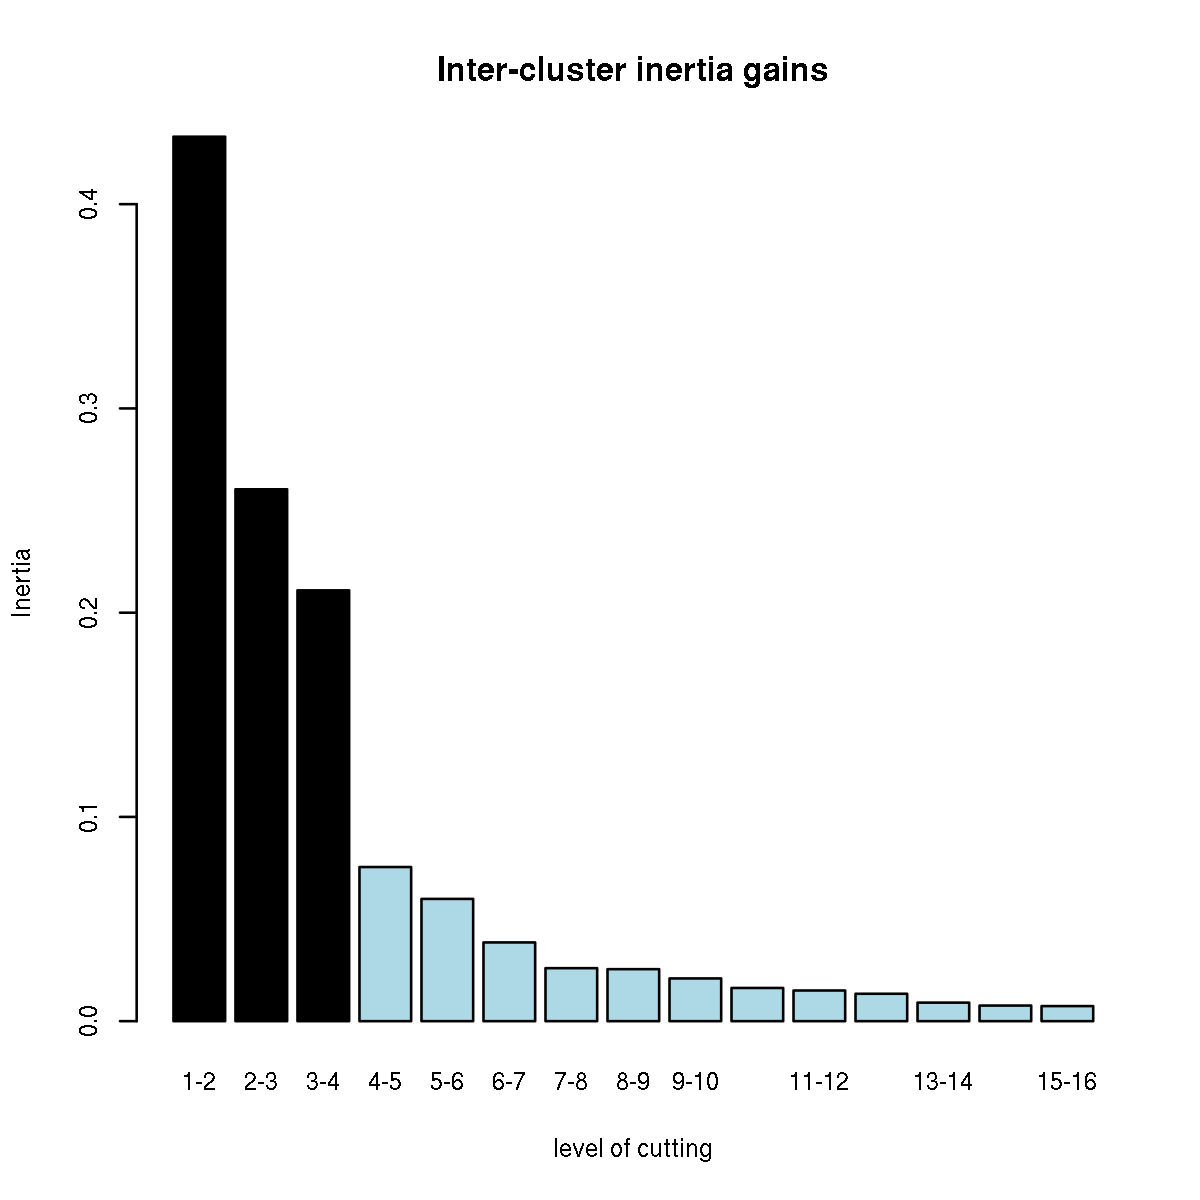 Inter-cluster inertia gains
Inertia
0.4
0.3
0.2
0.1
0.0
1-2 2-3 3-4 4-5 5-6 6-7 7-8 8-9 9-10 11-12 13-14 15-16
level of cutting